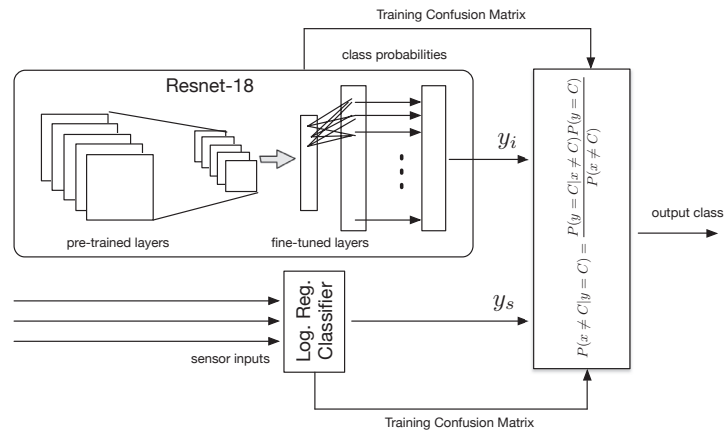 Training Confusion Matrix
class probabilities
Resnet-18
pre-trained layers
fine-tuned layers
y_i
P(x ≠ C|y = C) = \frac{P(y = C|x ≠ C)P(y = C)}{P(x ≠ C)}
output class
Log. Reg.
Classifier
sensor inputs
y_s
Training Confusion Matrix